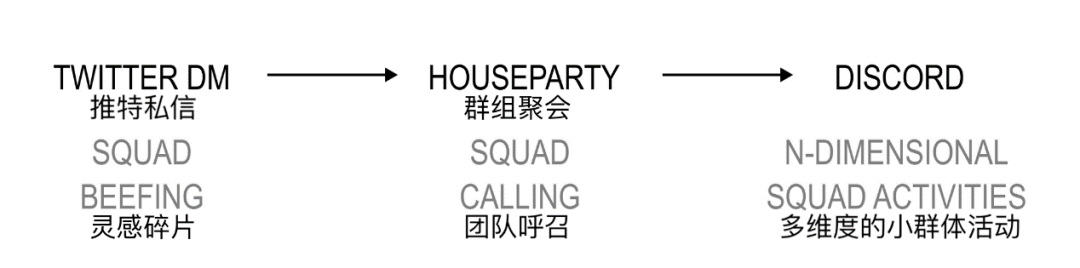 TWITTER DM
推特私信
SQUAD
BEEFING
灵感碎片
HOUSEPARTY
群组聚会
SQUAD
CALLING
团队呼召
DISCORD
N-DIMENSIONAL
SQUAD ACTIVITIES
多维度的小群体活动